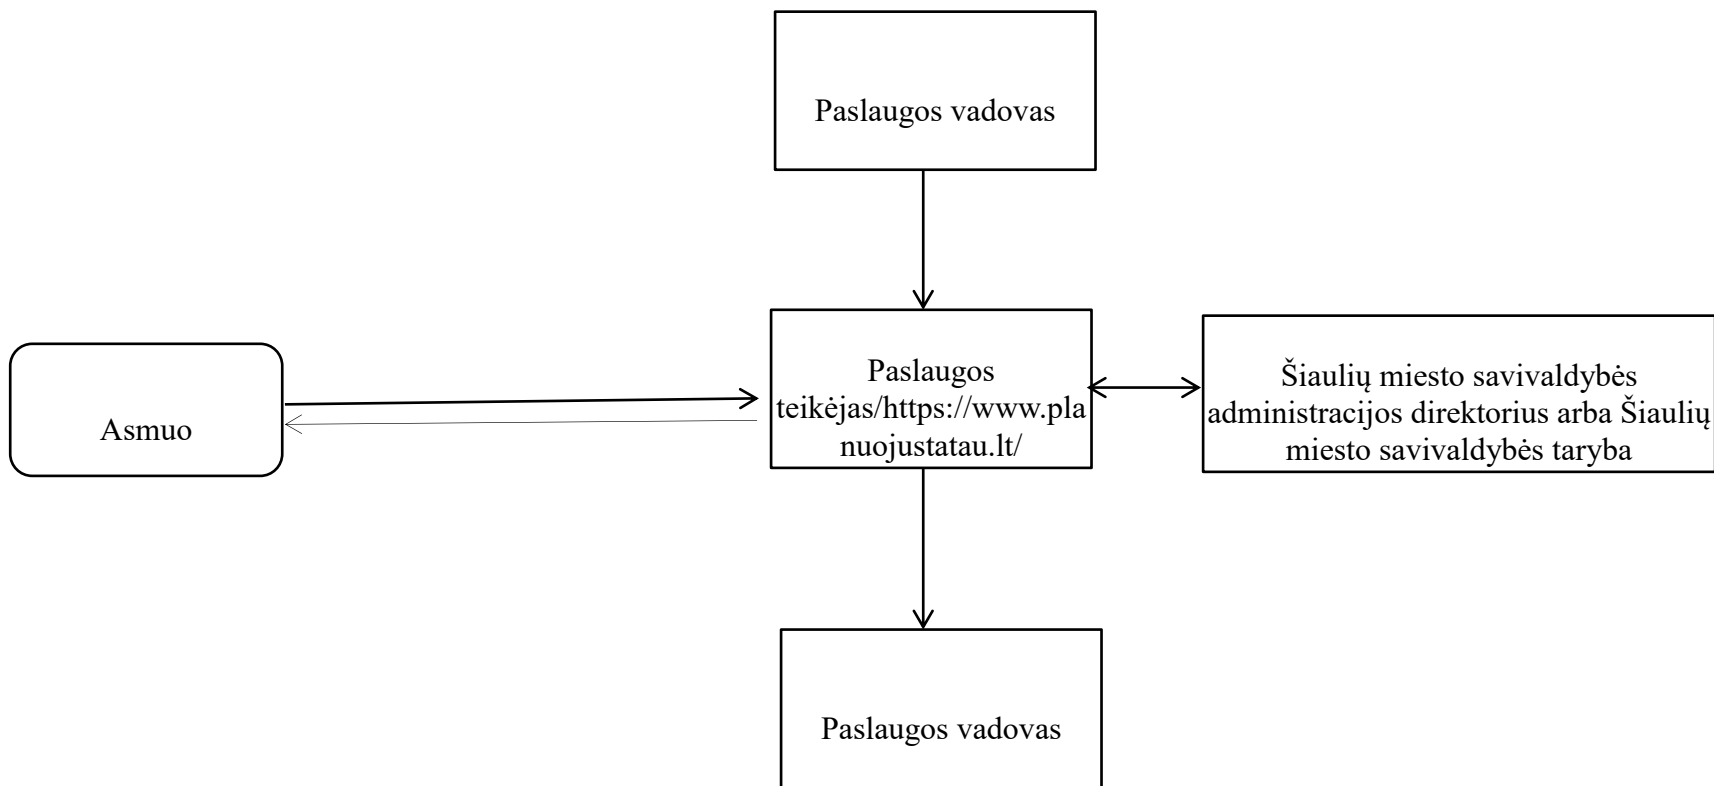 Paslaugos vadovas
Asmuo
Paslaugos
teikėjas/https://www.pla
nuojustatau.lt/
Šiaulių miesto savivaldybės
administracijos direktorius arba Šiaulių
miesto savivaldybės taryba
Paslaugos vadovas